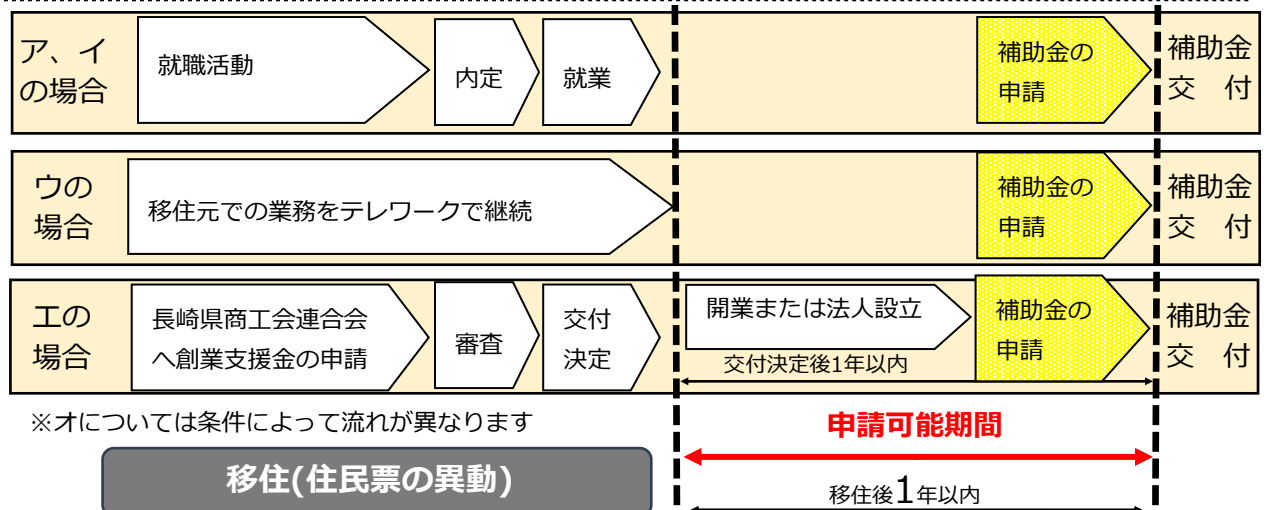 ア、イ
の場合
就職活動
内定
就業
補助金の
申請
補助金
交　付
ウの
場合
移住元での業務をテレワークで継続
補助金の
申請
補助金
交　付
エの
場合
長崎県商工会連合会
へ創業支援金の申請
審査
交付
決定
開業または法人設立
交付決定後1年以内
補助金の
申請
補助金
交　付
※オについては条件によって流れが異なります
申請可能期間
移住(住民票の異動)
移住後1年以内